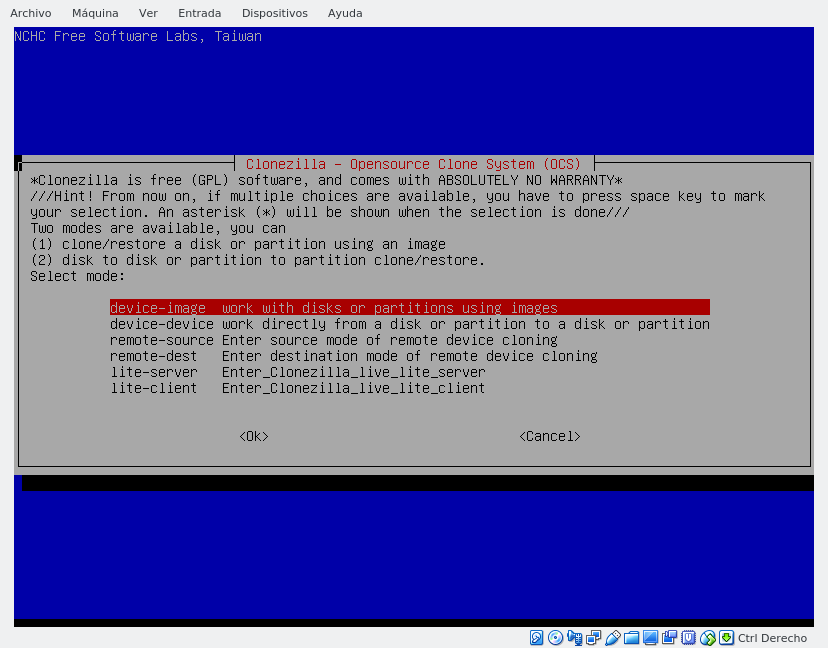 Archivo Máquina Ver Entrada Dispositivos Ayuda
NCHC Free Software Labs, Taiwan
Clonezilla - Opensource Clone System (OCS)
*Clonezilla is free (GPL) software, and comes with ABSOLUTELY NO WARRANTY*
///Hint! From now on, if multiple choices are available, you have to press space key to mark
your selection. An asterisk (*) will be shown when the selection is done///
Two modes are available, you can
(1) clone/restore a disk or partition using an image
(2) disk to disk or partition to partition clone/restore.
Select mode:
device-image work with disks or partitions using images
device-device work directly from a disk or partition to a disk or partition
remote-source Enter source mode of remote device cloning
remote-dest Enter destination mode of remote device cloning
lite-server Enter_Clonezilla_live_lite_server
lite-client Enter_Clonezilla_live_lite_client
<Ok> <Cancel>
Ctrl Derecho